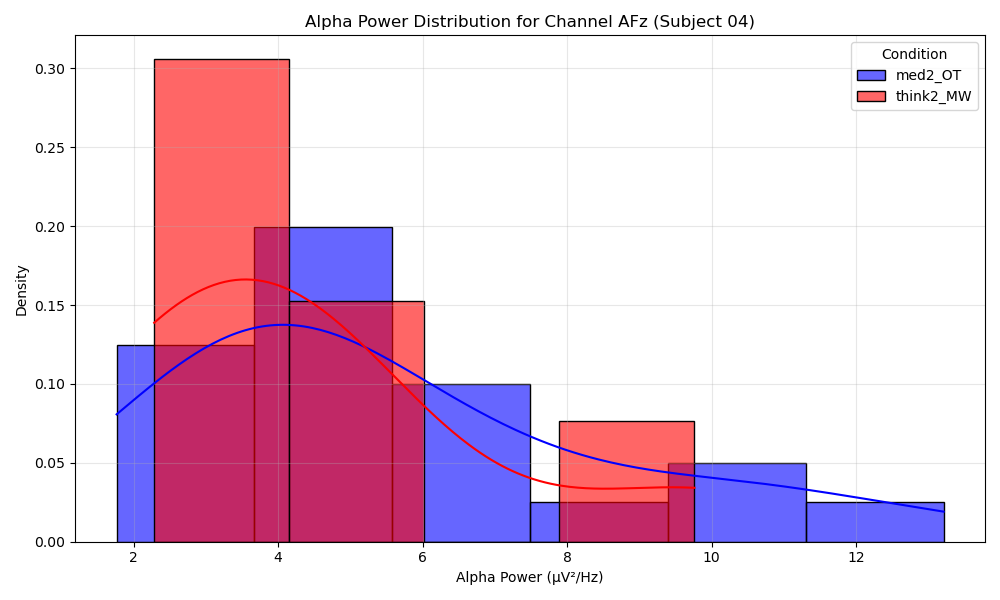 Alpha Power Distribution for Channel AFz (Subject 04)
Condition
med2_OT
think2_MW
Density
0.30
0.25
0.20
0.15
0.10
0.05
0.00
2 4 6 8 10 12
Alpha Power (μV²/Hz)